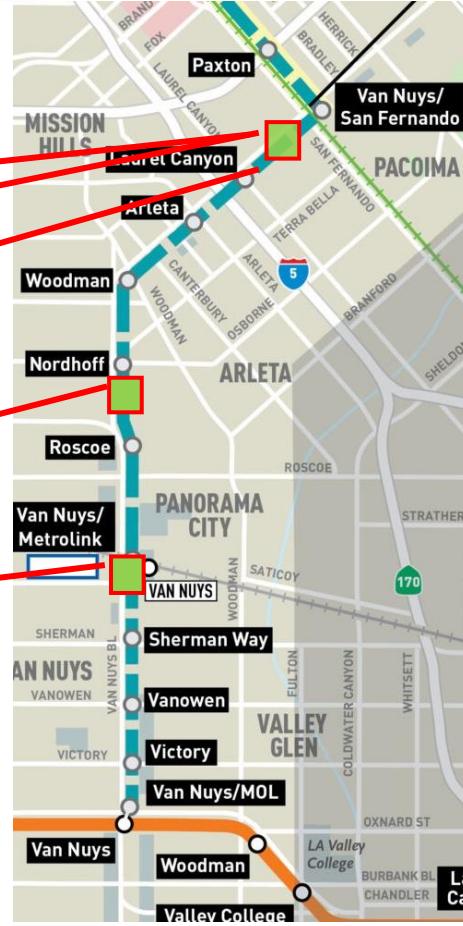 BRAND
FOX
HERRICK
BRADLEY
Paxton
LAUREL CANYON
Van Nuys/
San Fernando
MISSION
HILLS
Laurel Canyon
SAN FERNANDO
PACOIMA
Arleta
TERRA BELLA
Woodman
CANTERBURY
ARLETA
5
WOODMAN
OSBORNE
BRANFORD
Nordhoff
ARLETA
SHELDO
Roscoe
ROSCOE
Van Nuys/
Metrolink
PANORAMA
CITY
STRATHER
WOODMAN
SATICOY
170
VAN NUYS
SHERMAN
Sherman Way
AN NUYS
VAN NUYS BL
FULTON
COLDWATER CANYON
WHITSETT
VANOWEN
Vanowen
VALLEY
GLEN
VICTORY
Victory
Van Nuys/MOL
OXNARD ST
Van Nuys
LA Valley
College
Woodman
BURBANK BL
CHANDLER
Valley College